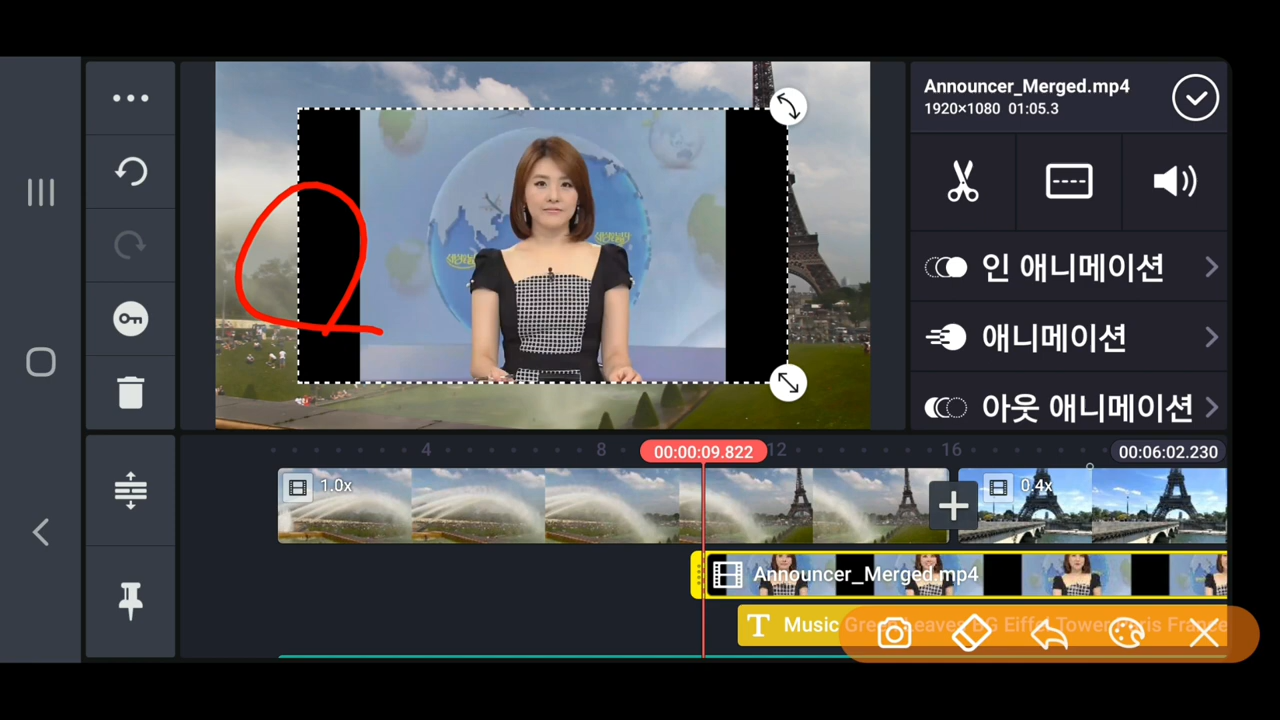 Announcer_Merged.mp4
1920×1080 01:05.3
인 애니메이션
애니메이션
아웃 애니메이션
4
8
00:00:09.822
12
16
00:06:02.230
1.0x
0.4x
Announcer_Merged.mp4
T Music Green Leaves BG Eiffel Tower Paris France